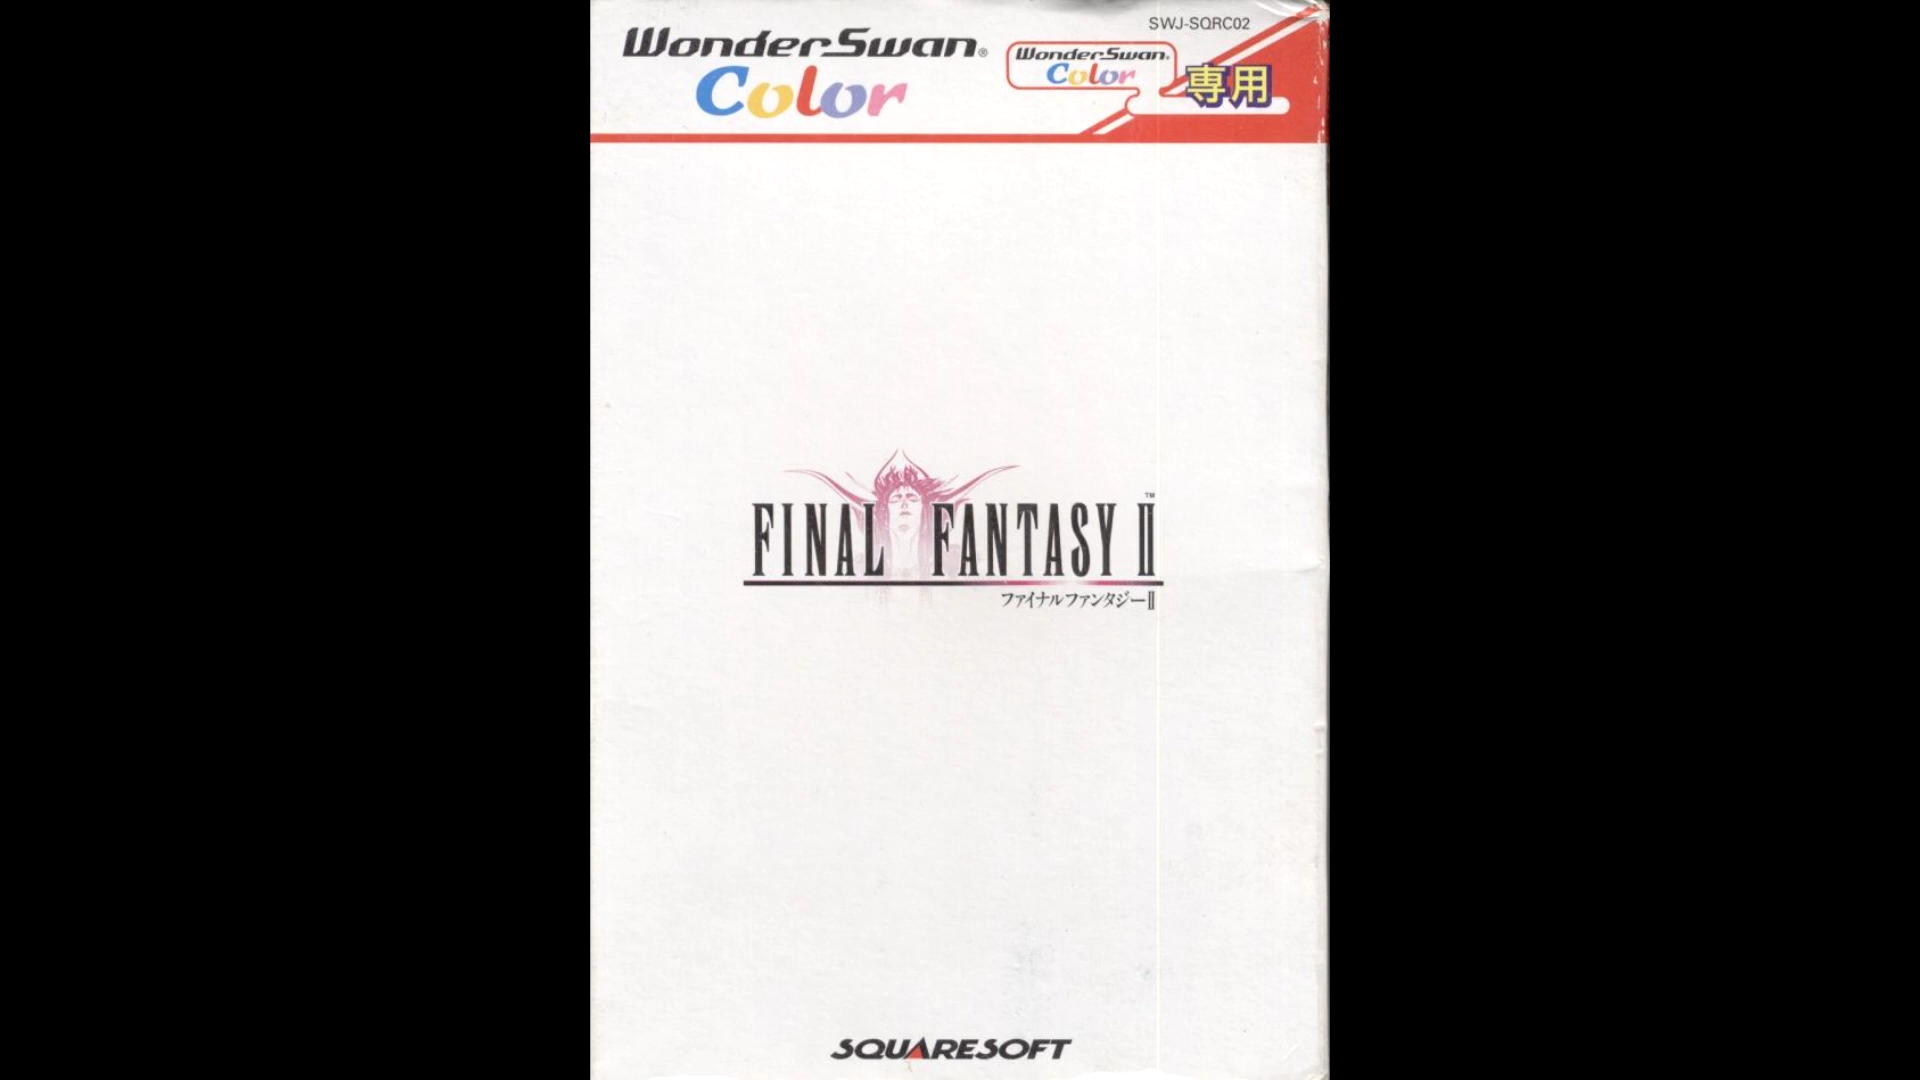 SWJ-SQRC02
WonderSwan®
Color
WonderSwan®
Color
専用
FINAL FANTASY II™
ファイナルファンタジーII
SQUARESOFT